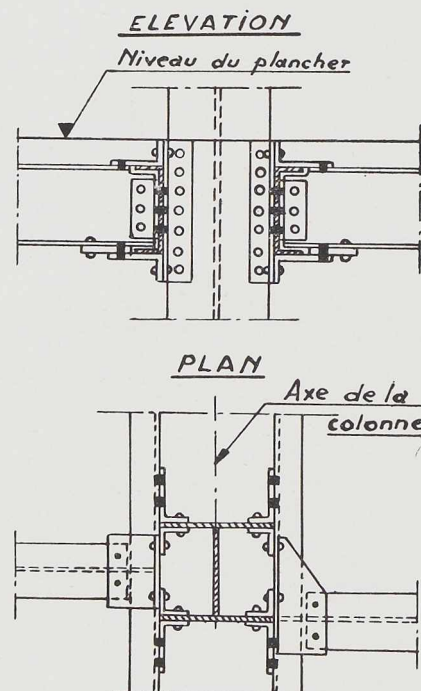 ELEVATION
Niveau du plancher
PLAN
Axe de la
colonne